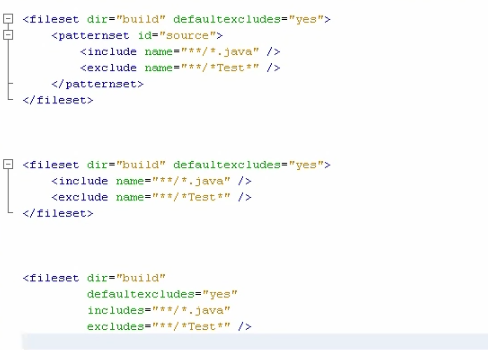 <fileset dir="build" defaultexcludes="yes">
    <patternset id="source">
        <include name="**/*.java" />
        <exclude name="**/*Test*" />
    </patternset>
</fileset>
<fileset dir="build" defaultexcludes="yes">
    <include name="**/*.java" />
    <exclude name="**/*Test*" />
</fileset>
<fileset dir="build"
         defaultexcludes="yes"
         includes="**/*.java"
         excludes="**/*Test*" />